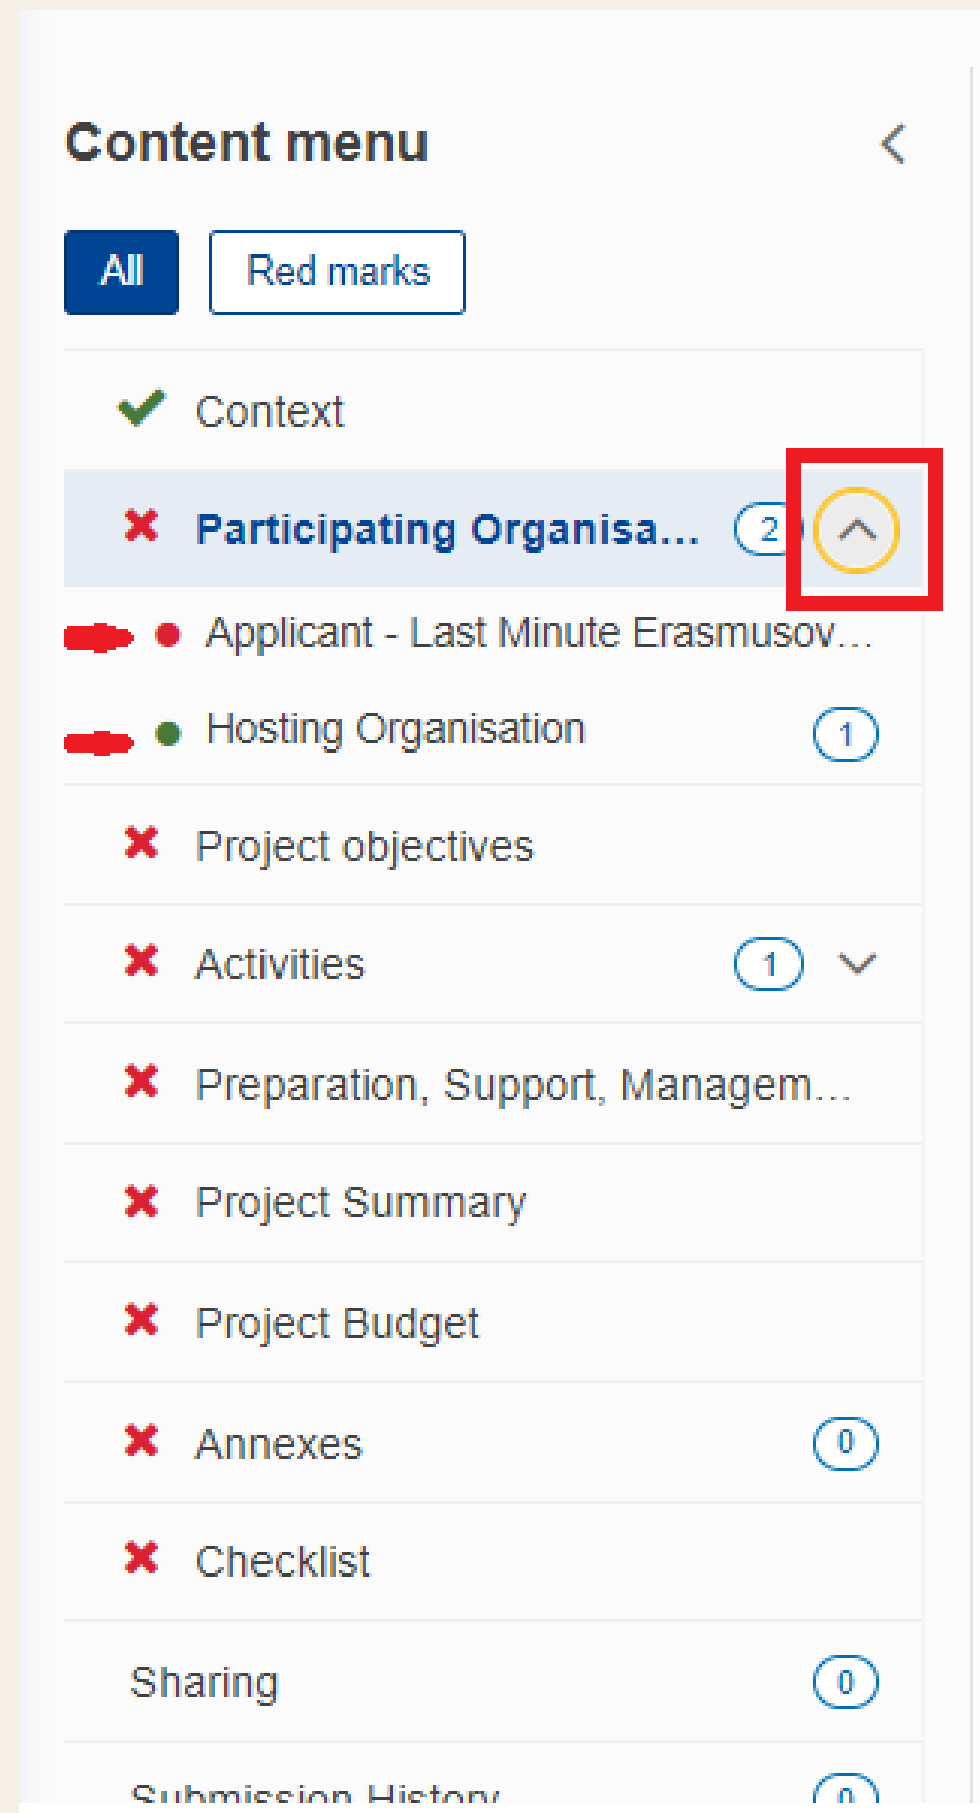 Content menu
All Red marks
Context
Participating Organisa... 2
Applicant - Last Minute Erasmusov...
Hosting Organisation 1
Project objectives
Activities 1
Preparation, Support, Managem...
Project Summary
Project Budget
Annexes 0
Checklist
Sharing 0
Submission History 0